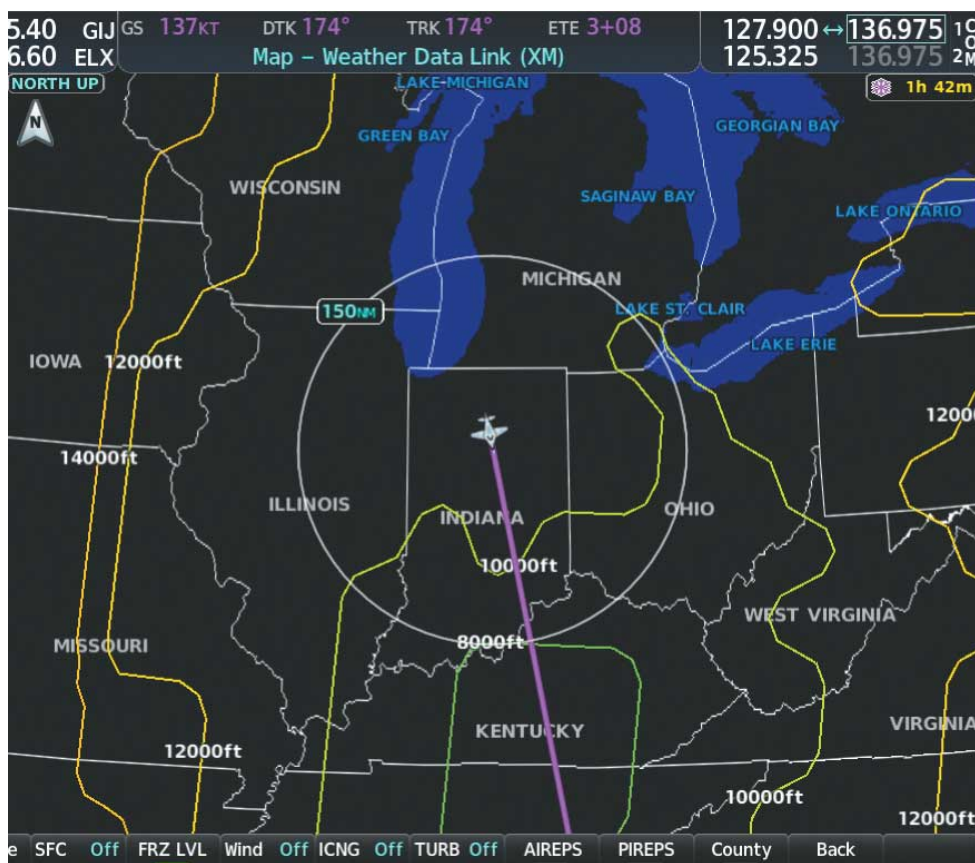 5.40 GIJ GS 137KT DTK 174° TRK 174° ETE 3+08 127.900 ↔ 136.975
6.60 ELX Map – Weather Data Link (XM) 125.325 136.975
NORTH UP
1h 42m
N
LAKE MICHIGAN
GREEN BAY
GEORGIAN BAY
WISCONSIN
SAGINAW BAY
LAKE ONTARIO
MICHIGAN
150NM
LAKE ST. CLAIR
LAKE ERIE
IOWA
12000ft
12000
14000ft
ILLINOIS
INDIANA
OHIO
10000ft
WEST VIRGINIA
MISSOURI
8000ft
KENTUCKY
VIRGINIA
12000ft
10000ft
12000ft
e SFC Off FRZ LVL Wind Off ICNG Off TURB Off AIREPS PIREPS County Back